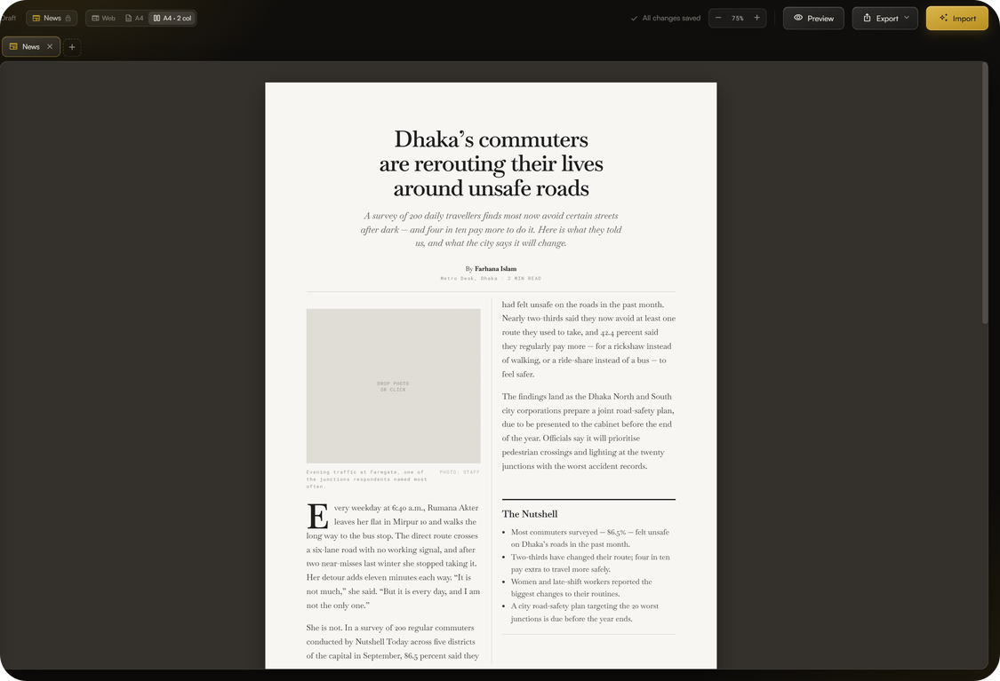 Draft
News
Web
A4
A4 • 2 col
All changes saved
75%
Preview
Export
Import
News
Dhaka’s commuters
are rerouting their lives
around unsafe roads
A survey of 200 daily travellers finds most now avoid certain streets
after dark — and four in ten pay more to do it. Here is what they told
us, and what the city says it will change.
By Farhana Islam
Metro Desk, Dhaka · 2 MIN READ
DROP PHOTO
OR CLICK
Evening traffic at Farmgate, one of
the junctions respondents named most
often.
PHOTO: STAFF
Every weekday at 6:40 a.m., Rumana Akter
leaves her flat in Mirpur 10 and walks the
long way to the bus stop. The direct route crosses
a six-lane road with no working signal, and after
two near-misses last winter she stopped taking it.
Her detour adds eleven minutes each way. “It is
not much,” she said. “But it is every day, and I am
not the only one.”
She is not. In a survey of 200 regular commuters
conducted by Nutshell Today across five districts
of the capital in September, 86.5 percent said they
had felt unsafe on the roads in the past month.
Nearly two-thirds said they now avoid at least one
route they used to take, and 42.4 percent said
they regularly pay more — for a rickshaw instead
of walking, or a ride-share instead of a bus — to
feel safer.
The findings land as the Dhaka North and South
city corporations prepare a joint road-safety plan,
due to be presented to the cabinet before the end
of the year. Officials say it will prioritise
pedestrian crossings and lighting at the twenty
junctions with the worst accident records.
The Nutshell
• Most commuters surveyed — 86.5% — felt unsafe
on Dhaka’s roads in the past month.
• Two-thirds have changed their route; four in ten
pay extra to travel more safely.
• Women and late-shift workers reported the
biggest changes to their routines.
• A city road-safety plan targeting the 20 worst
junctions is due before the year ends.